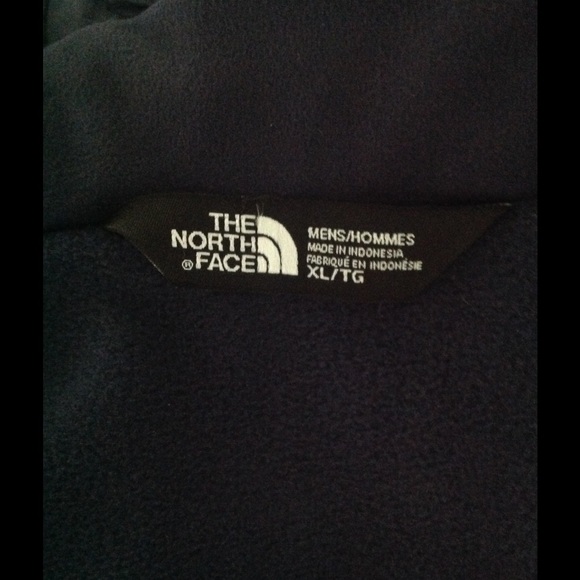 THE
NORTH
® FACE
MENS/HOMMES
MADE IN INDONESIA
FABRIQUÉ EN INDONÉSIE
XL/TG